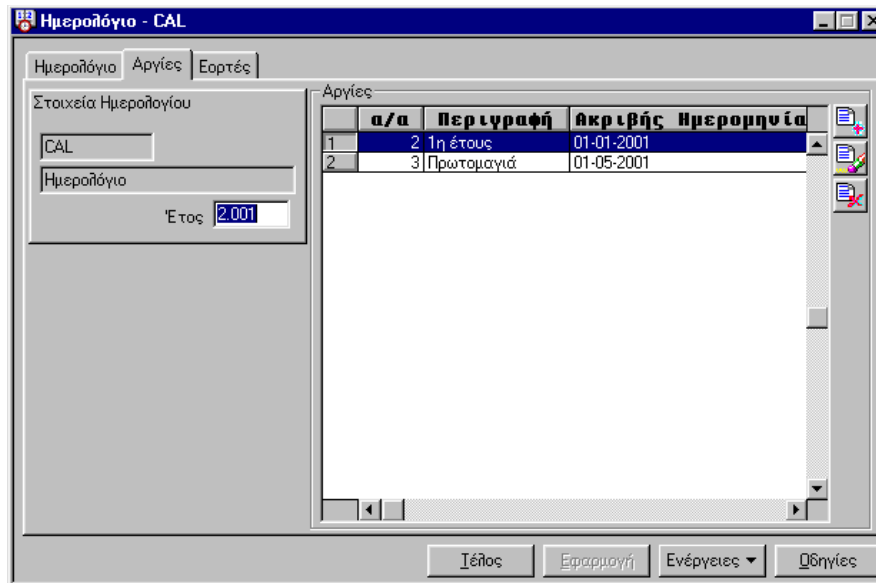 Ημερολόγιο - CAL
Ημερολόγιο Αργίες Εορτές
Στοιχεία Ημερολογίου
CAL
Ημερολόγιο
Έτος 2.001
Αργίες
α/α Περιγραφή Ακριβής Ημερομηνία
1 2 1η έτους 01-01-2001
2 3 Πρωτομαγιά 01-05-2001
Τέλος Εφαρμογή Ενέργειες Οδηγίες